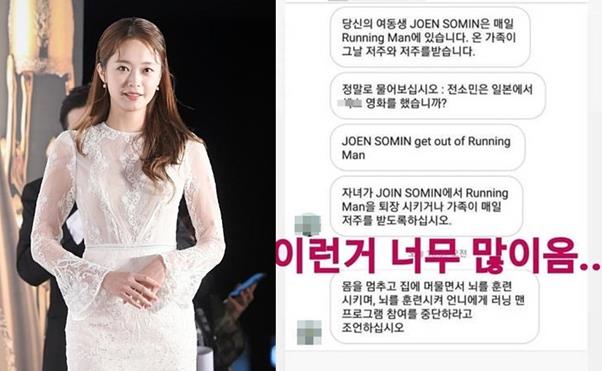 당신의 여동생 JOEN SOMIN은 매일
Running Man에 있습니다. 온 가족이
그날 저주와 저주를받습니다.
정말로 물어보십시오 : 전소민은 일본에서
영화를 했습니까?
JOEN SOMIN get out of Running
Man
자녀가 JOIN SOMIN에서 Running
Man을 퇴장 시키거나 가족이 매일
저주를 받도록하십시오.
이런거 너무 많이옴..
몸을 멈추고 집에 머물면서 뇌를 훈련
시키며, 뇌를 훈련시켜 언니에게 러닝 맨
프로그램 참여를 중단하라고
조언하십시오